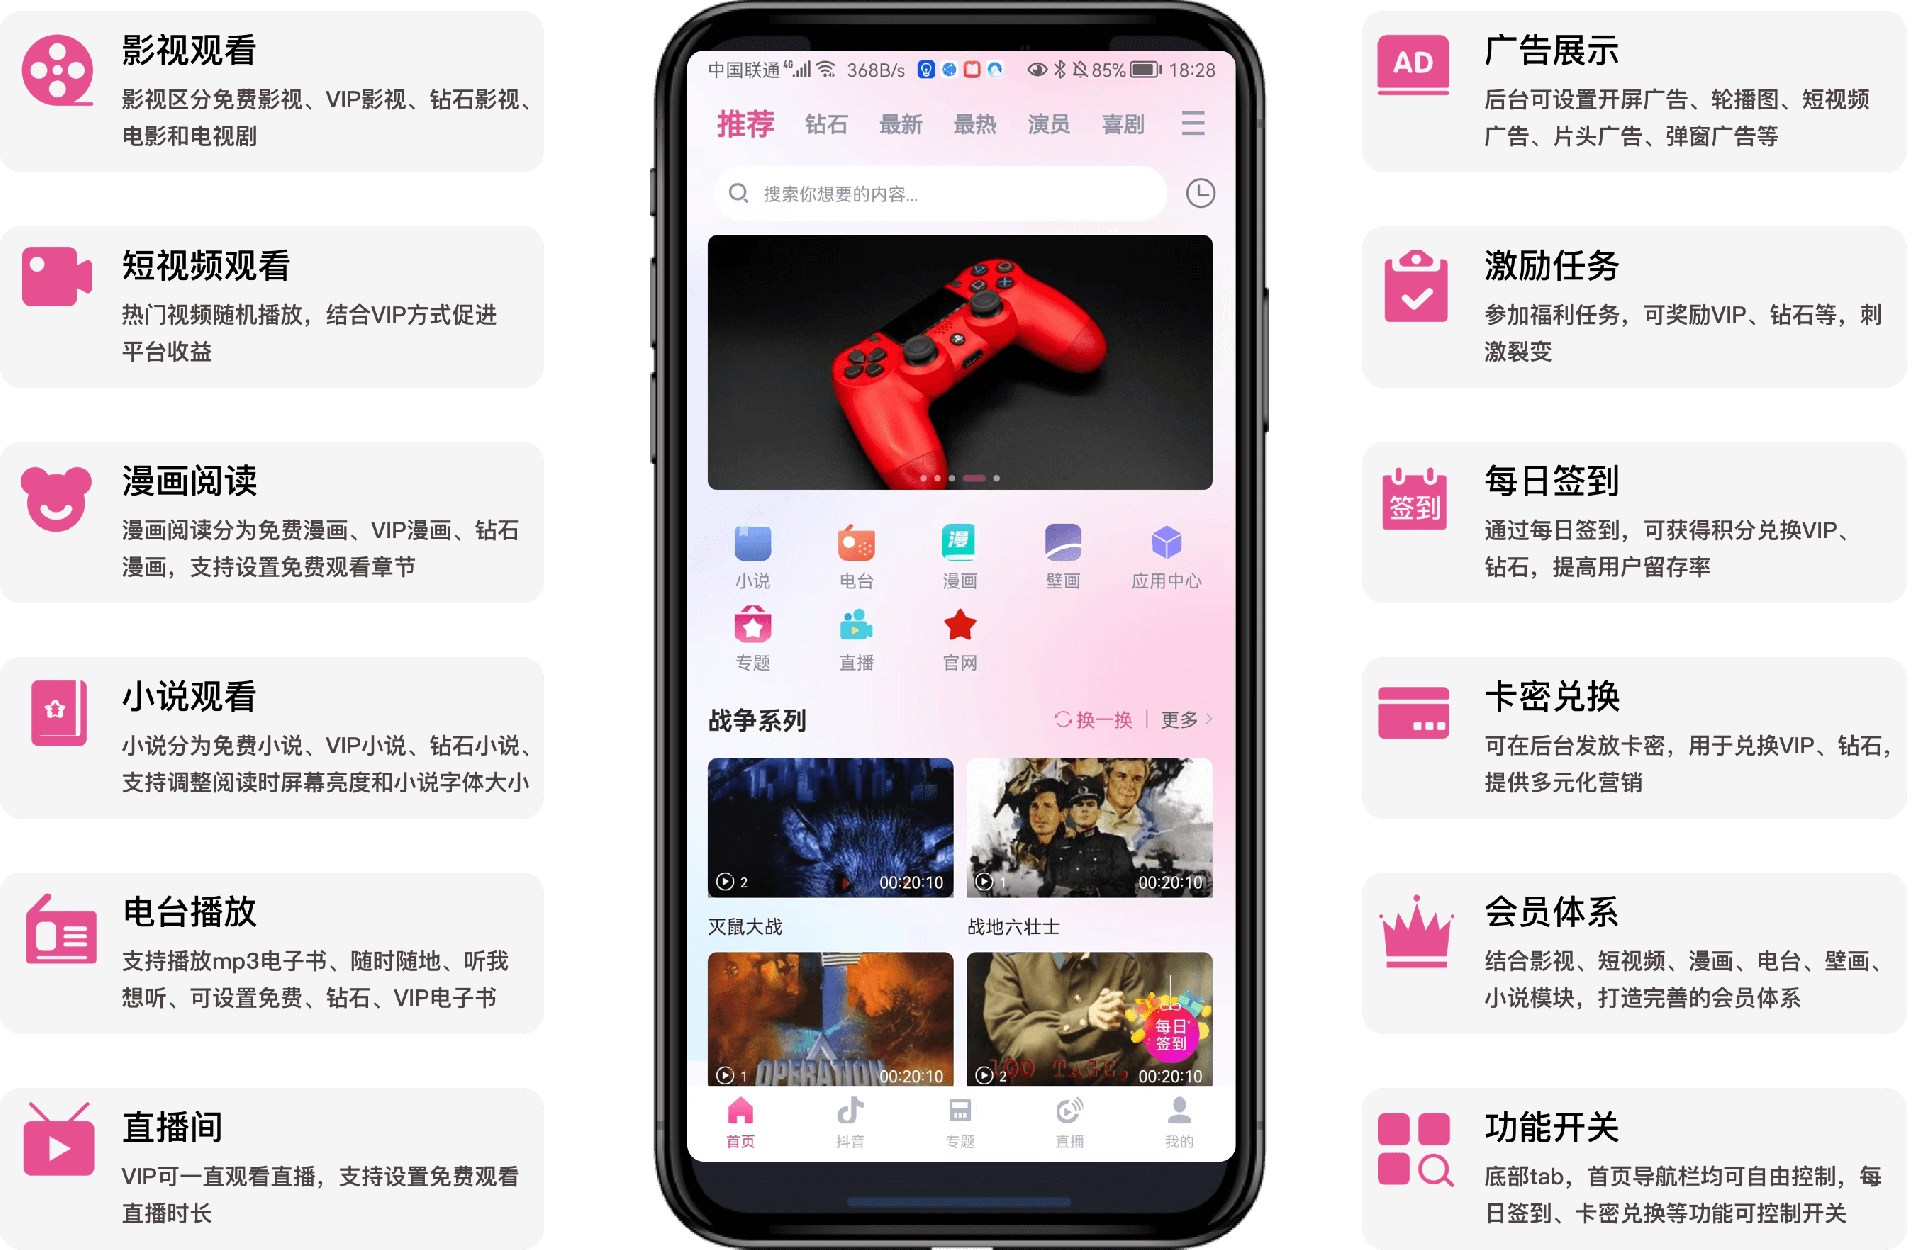 影视观看
影视区分免费影视、VIP影视、钻石影视、
电影和电视剧
短视频观看
热门视频随机播放，结合VIP方式促进
平台收益
漫画阅读
漫画阅读分为免费漫画、VIP漫画、钻石
漫画，支持设置免费观看章节
小说观看
小说分为免费小说、VIP小说、钻石小说、
支持调整阅读时屏幕亮度和小说字体大小
电台播放
支持播放mp3电子书、随时随地、听我
想听、可设置免费、钻石、VIP电子书
直播间
VIP可一直观看直播，支持设置免费观看
直播时长
中国联通 4G 368B/s 85% 18:28
推荐 钻石 最新 最热 演员 喜剧
搜索你想要的内容...
漫
小说 电台 漫画 壁画 应用中心
专题 直播 官网
战争系列 换一换 更多
2 00:20:10 1 00:20:10
灭鼠大战 战地六壮士
每日
签到
OPERATION 100 TAGE,
1 00:20:10 2 00:20:10
首页 抖音 专题 直播 我的
AD
广告展示
后台可设置开屏广告、轮播图、短视频
广告、片头广告、弹窗广告等
激励任务
参加福利任务，可奖励VIP、钻石等，刺
激裂变
签到
每日签到
通过每日签到，可获得积分兑换VIP、
钻石，提高用户留存率
卡密兑换
可在后台发放卡密，用于兑换VIP、钻石，
提供多元化营销
会员体系
结合影视、短视频、漫画、电台、壁画、
小说模块，打造完善的会员体系
功能开关
底部tab，首页导航栏均可自由控制，每
日签到、卡密兑换等功能可控制开关